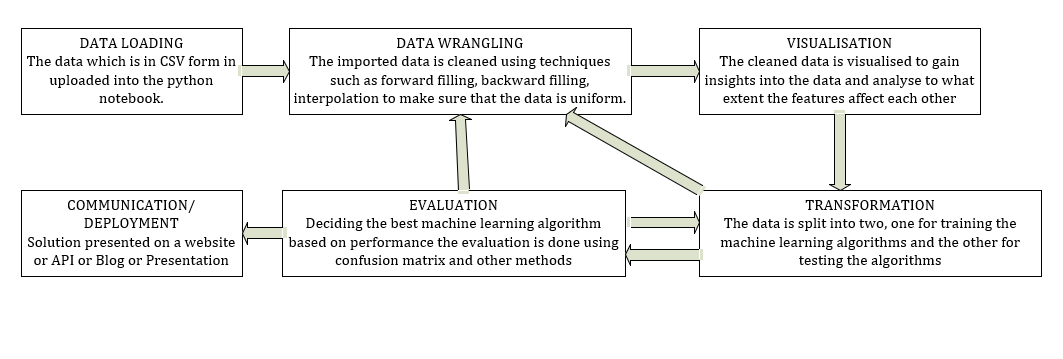 DATA LOADING
The data which is in CSV form in
uploaded into the python
notebook.
DATA WRANGLING
The imported data is cleaned using techniques
such as forward filling, backward filling,
interpolation to make sure that the data is uniform.
VISUALISATION
The cleaned data is visualised to gain
insights into the data and analyse to what
extent the features affect each other
COMMUNICATION/
DEPLOYMENT
Solution presented on a website
or API or Blog or Presentation
EVALUATION
Deciding the best machine learning algorithm
based on performance the evaluation is done using
confusion matrix and other methods
TRANSFORMATION
The data is split into two, one for training the
machine learning algorithms and the other for
testing the algorithms